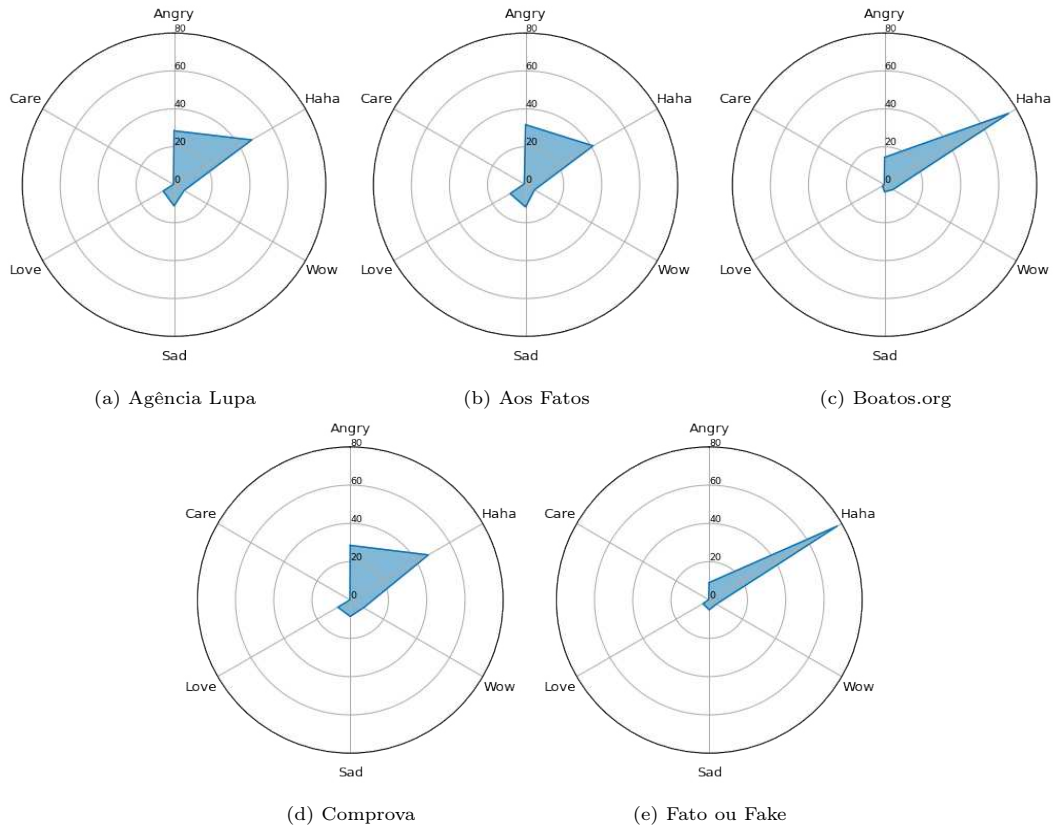 Angry
80
60
40
20
0
Care
Haha
Love
Wow
Sad
(a) Agência Lupa
Angry
80
60
40
20
0
Care
Haha
Love
Wow
Sad
(b) Aos Fatos
Angry
80
60
40
20
0
Care
Haha
Love
Wow
Sad
(c) Boatos.org
Angry
80
60
40
20
0
Care
Haha
Love
Wow
Sad
(d) Comprova
Angry
80
60
40
20
0
Care
Haha
Love
Wow
Sad
(e) Fato ou Fake